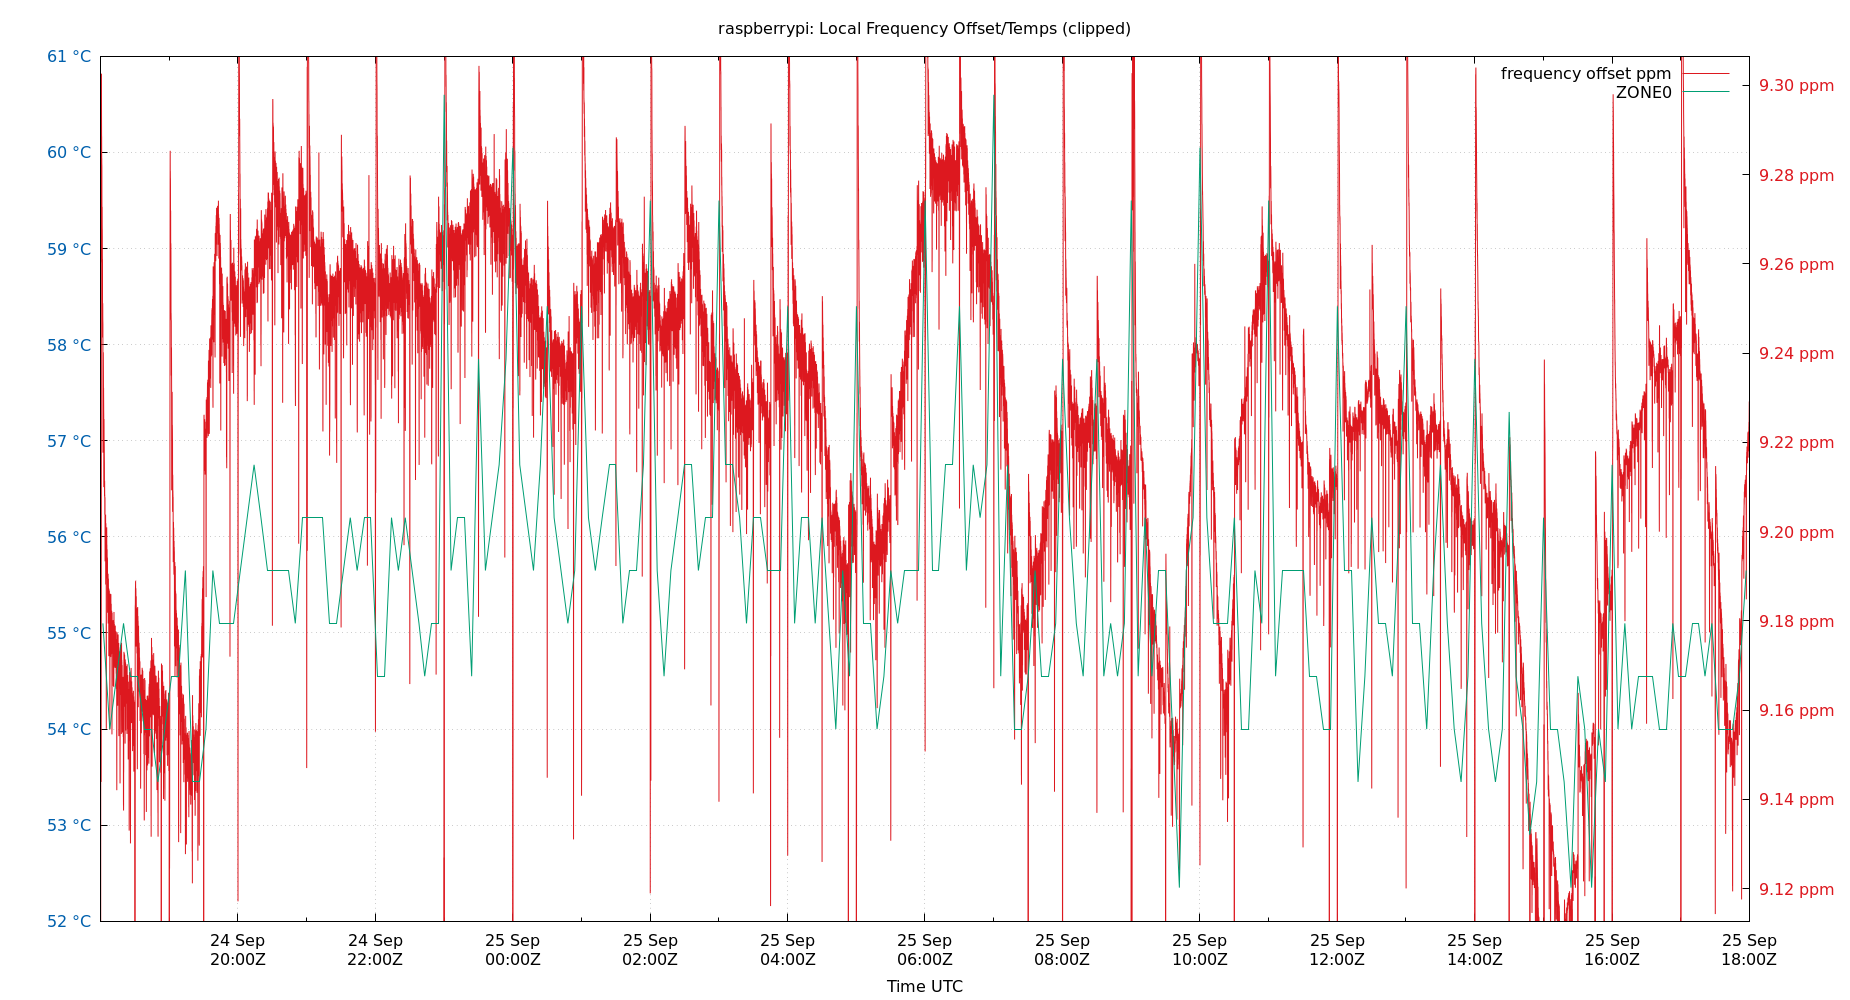 raspberrypi: Local Frequency Offset/Temps (clipped)
61 °C
60 °C
59 °C
58 °C
57 °C
56 °C
55 °C
54 °C
53 °C
52 °C
frequency offset ppm
ZONE0
9.30 ppm
9.28 ppm
9.26 ppm
9.24 ppm
9.22 ppm
9.20 ppm
9.18 ppm
9.16 ppm
9.14 ppm
9.12 ppm
24 Sep 24 Sep 25 Sep 25 Sep 25 Sep 25 Sep 25 Sep 25 Sep 25 Sep 25 Sep 25 Sep 25 Sep
20:00Z 22:00Z 00:00Z 02:00Z 04:00Z 06:00Z 08:00Z 10:00Z 12:00Z 14:00Z 16:00Z 18:00Z
Time UTC